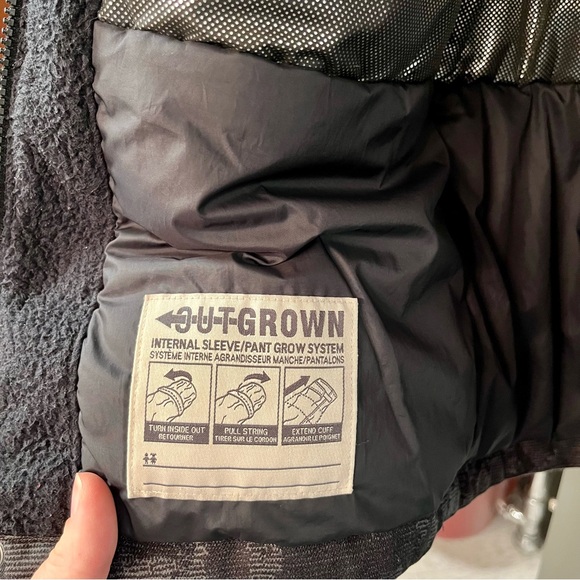 OUTGROWN
INTERNAL SLEEVE/PANT GROW SYSTEM
SYSTÈME INTERNE AGRANDISSEUR MANCHE/PANTALONS
TURN INSIDE OUT
RETOURNER
PULL STRING
TIRER SUR LE CORDON
EXTEND CUFF
AGRANDIR LE POIGNET